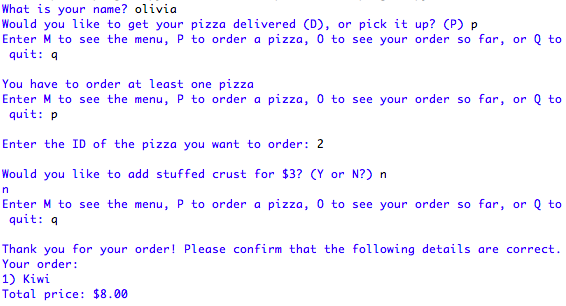 What is your name? olivia
Would you like to get your pizza delivered (D), or pick it up? (P) p
Enter M to see the menu, P to order a pizza, O to see your order so far, or Q to
quit: q
You have to order at least one pizza
Enter M to see the menu, P to order a pizza, O to see your order so far, or Q to
quit: p
Enter the ID of the pizza you want to order: 2
Would you like to add stuffed crust for $3? (Y or N?) n
n
Enter M to see the menu, P to order a pizza, O to see your order so far, or Q to
quit: q
Thank you for your order! Please confirm that the following details are correct.
Your order:
1) Kiwi
Total price: $8.00